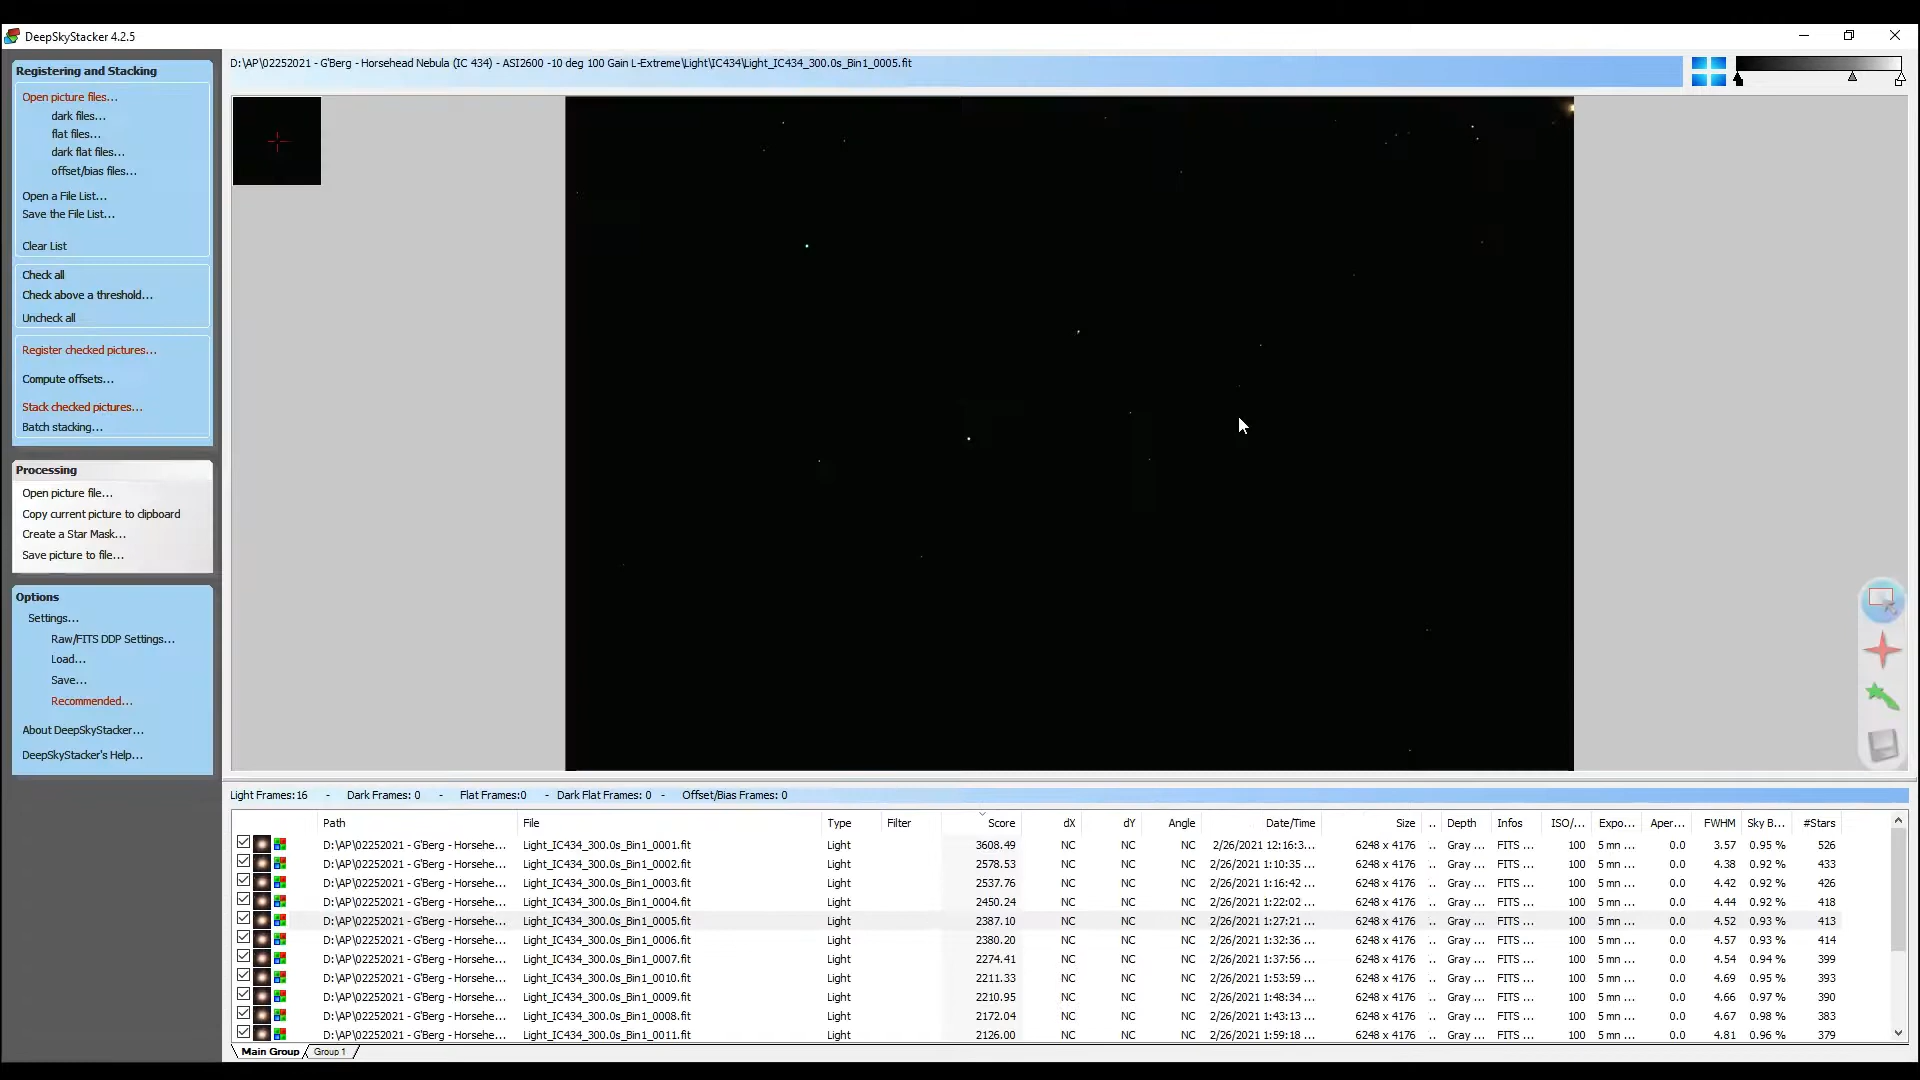 DeepSkyStacker 4.2.5
Registering and Stacking
Open picture files...
dark files...
flat files...
dark flat files...
offset/bias files...
Open a File List...
Save the File List...
Clear List
Check all
Check above a threshold...
Uncheck all
Register checked pictures...
Compute offsets...
Stack checked pictures...
Batch stacking...
Processing
Open picture file...
Copy current picture to clipboard
Create a Star Mask...
Save picture to file...
Options
Settings...
Raw/FITS DDP Settings...
Load...
Save...
Recommended...
About DeepSkyStacker...
DeepSkyStacker's Help...
D:\AP\02252021 - G'Berg - Horsehead Nebula (IC 434) - ASI2600 -10 deg 100 Gain L-Extreme\Light\IC434\Light_IC434_300.0s_Bin1_0005.fit
Light Frames:16 - Dark Frames: 0 - Flat Frames:0 - Dark Flat Frames: 0 - Offset/Bias Frames: 0
Path File Type Filter Score dX dY Angle Date/Time Size .. Depth Infos ISO/... Expo... Aper... FWHM Sky B... #Stars
D:\AP\02252021 - G'Berg - Horsehe... Light_IC434_300.0s_Bin1_0001.fit Light 3608.49 NC NC NC 2/26/2021 12:16:3... 6248 x 4176 .. Gray ... FITS ... 100 5 mn ... 0.0 3.57 0.95 % 526
D:\AP\02252021 - G'Berg - Horsehe... Light_IC434_300.0s_Bin1_0002.fit Light 2578.53 NC NC NC 2/26/2021 1:10:35 ... 6248 x 4176 .. Gray ... FITS ... 100 5 mn ... 0.0 4.38 0.92 % 433
D:\AP\02252021 - G'Berg - Horsehe... Light_IC434_300.0s_Bin1_0003.fit Light 2537.76 NC NC NC 2/26/2021 1:16:42 ... 6248 x 4176 .. Gray ... FITS ... 100 5 mn ... 0.0 4.42 0.92 % 426
D:\AP\02252021 - G'Berg - Horsehe... Light_IC434_300.0s_Bin1_0004.fit Light 2450.24 NC NC NC 2/26/2021 1:22:02 ... 6248 x 4176 .. Gray ... FITS ... 100 5 mn ... 0.0 4.44 0.92 % 418
D:\AP\02252021 - G'Berg - Horsehe... Light_IC434_300.0s_Bin1_0005.fit Light 2387.10 NC NC NC 2/26/2021 1:27:21 ... 6248 x 4176 .. Gray ... FITS ... 100 5 mn ... 0.0 4.52 0.93 % 413
D:\AP\02252021 - G'Berg - Horsehe... Light_IC434_300.0s_Bin1_0006.fit Light 2380.20 NC NC NC 2/26/2021 1:32:36 ... 6248 x 4176 .. Gray ... FITS ... 100 5 mn ... 0.0 4.57 0.93 % 414
D:\AP\02252021 - G'Berg - Horsehe... Light_IC434_300.0s_Bin1_0007.fit Light 2274.41 NC NC NC 2/26/2021 1:37:56 ... 6248 x 4176 .. Gray ... FITS ... 100 5 mn ... 0.0 4.54 0.94 % 399
D:\AP\02252021 - G'Berg - Horsehe... Light_IC434_300.0s_Bin1_0010.fit Light 2211.33 NC NC NC 2/26/2021 1:53:59 ... 6248 x 4176 .. Gray ... FITS ... 100 5 mn ... 0.0 4.69 0.95 % 393
D:\AP\02252021 - G'Berg - Horsehe... Light_IC434_300.0s_Bin1_0009.fit Light 2210.95 NC NC NC 2/26/2021 1:48:34 ... 6248 x 4176 .. Gray ... FITS ... 100 5 mn ... 0.0 4.66 0.97 % 390
D:\AP\02252021 - G'Berg - Horsehe... Light_IC434_300.0s_Bin1_0008.fit Light 2172.04 NC NC NC 2/26/2021 1:43:13 ... 6248 x 4176 .. Gray ... FITS ... 100 5 mn ... 0.0 4.67 0.98 % 383
D:\AP\02252021 - G'Berg - Horsehe... Light_IC434_300.0s_Bin1_0011.fit Light 2126.00 NC NC NC 2/26/2021 1:59:18 ... 6248 x 4176 .. Gray ... FITS ... 100 5 mn ... 0.0 4.81 0.96 % 379
Main Group Group 1